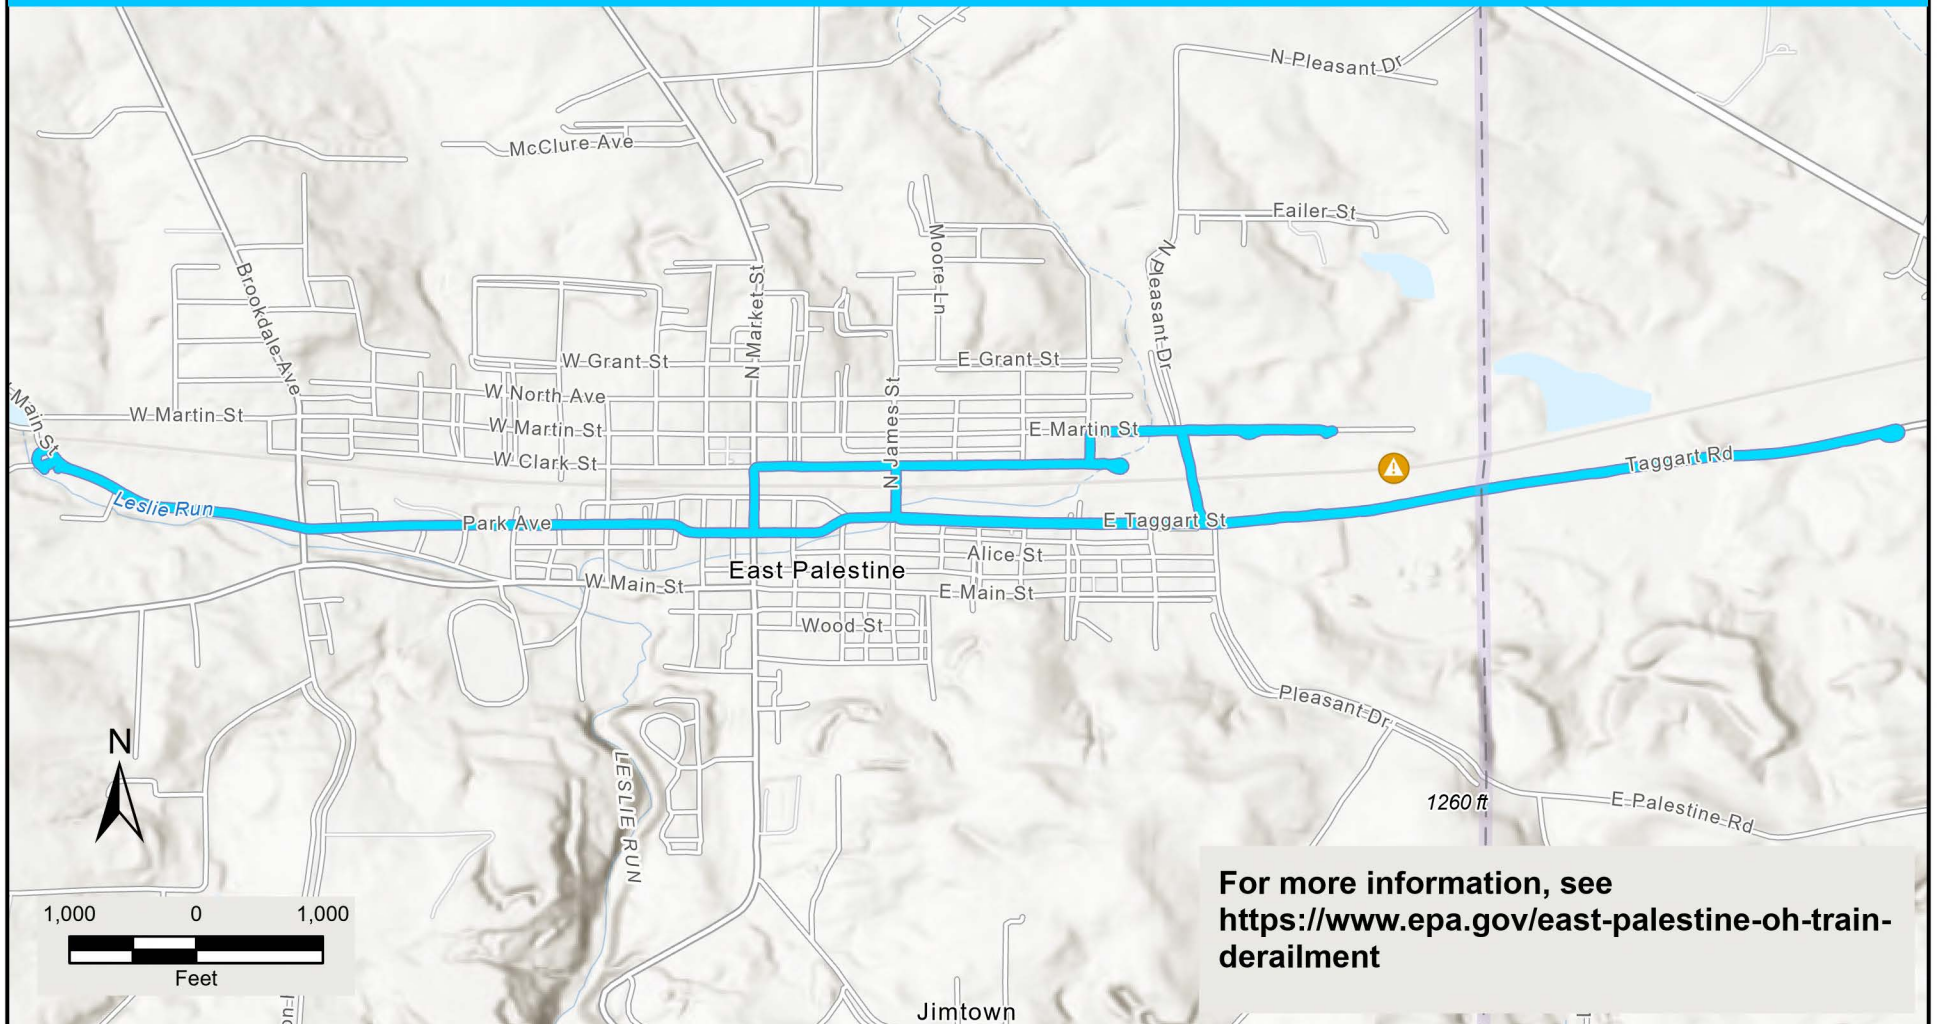 N Pleasant Dr
McClure Ave
Failer St
Moore Ln
N Pleasant Dr
Brookdale Ave
N Market St
W Grant St
E Grant St
W North Ave
N James St
Main St
W Martin St
W Martin St
E Martin St
W Clark St
Taggart Rd
Leslie Run
Park Ave
E Taggart St
Alice St
East Palestine
W Main St
E Main St
Wood St
Pleasant Dr
N
LESLIE RUN
1260 ft
E Palestine Rd
For more information, see
https://www.epa.gov/east-palestine-oh-train-
derailment
1,000 0 1,000
Feet
Jimtown